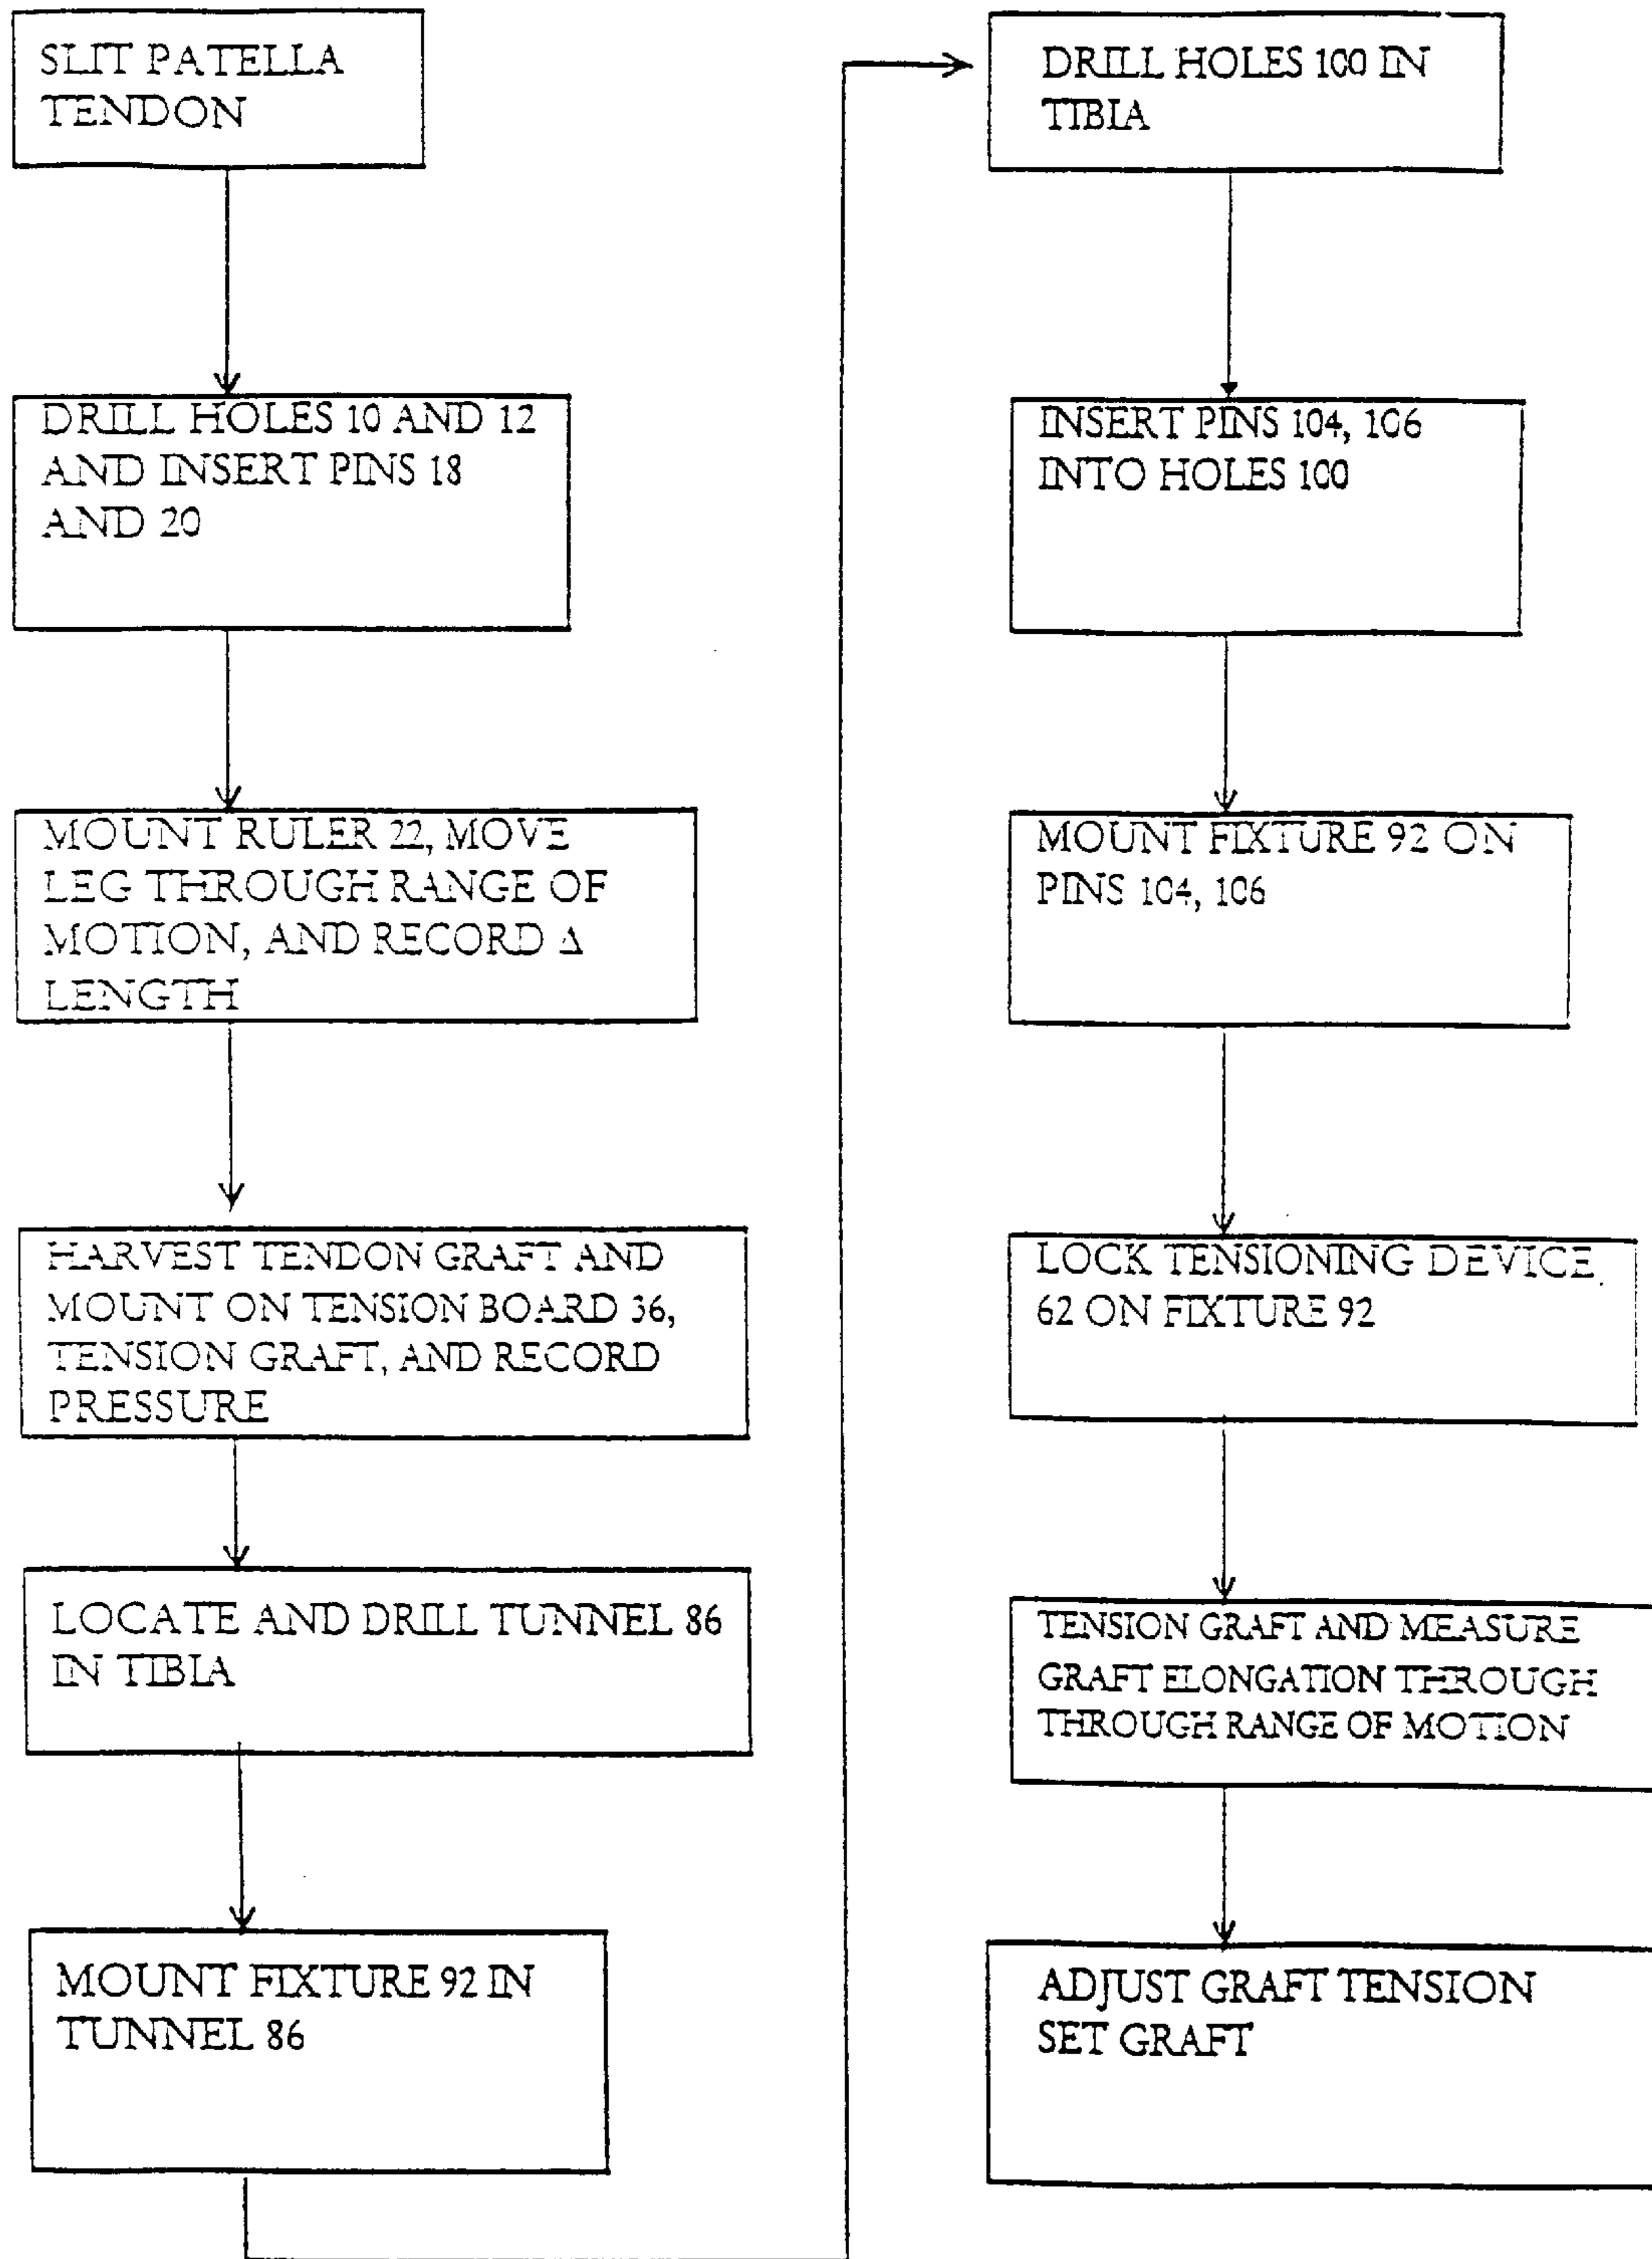 SLIT PATELLA
TENDON
DRILL HOLES 10 AND 12
AND INSERT PINS 18
AND 20
MOUNT RULER 22, MOVE
LEG THROUGH RANGE OF
MOTION, AND RECORD Δ
LENGTH
HARVEST TENDON GRAFT AND
MOUNT ON TENSION BOARD 36,
TENSION GRAFT, AND RECORD
PRESSURE
LOCATE AND DRILL TUNNEL 86
IN TIBIA
MOUNT FIXTURE 92 IN
TUNNEL 86
DRILL HOLES 100 IN
TIBIA
INSERT PINS 104, 106
INTO HOLES 100
MOUNT FIXTURE 92 ON
PINS 104, 106
LOCK TENSIONING DEVICE
62 ON FIXTURE 92
TENSION GRAFT AND MEASURE
GRAFT ELONGATION THROUGH
THROUGH RANGE OF MOTION
ADJUST GRAFT TENSION
SET GRAFT